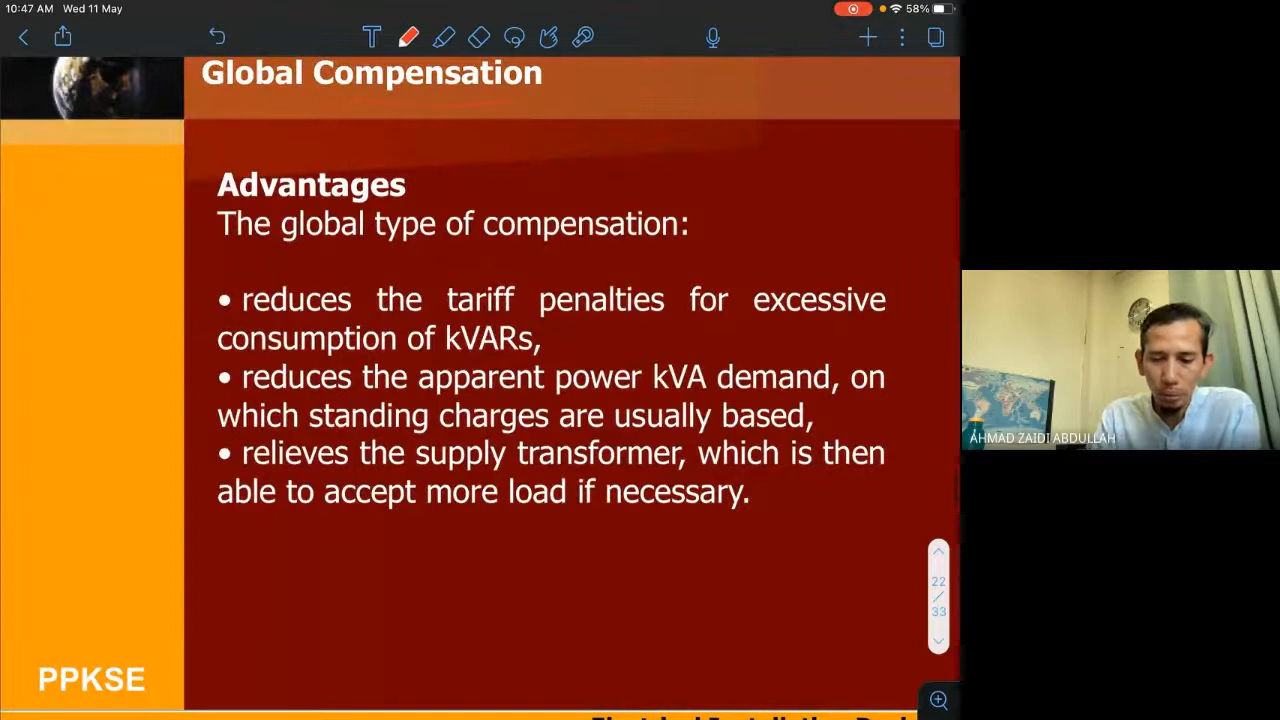 10:47 AM Wed 11 May
58%
Global Compensation
Advantages
The global type of compensation:
• reduces the tariff penalties for excessive
consumption of kVARs,
• reduces the apparent power kVA demand, on
which standing charges are usually based,
• relieves the supply transformer, which is then
able to accept more load if necessary.
22
/
33
PPKSE
AHMAD ZAIDI ABDULLAH